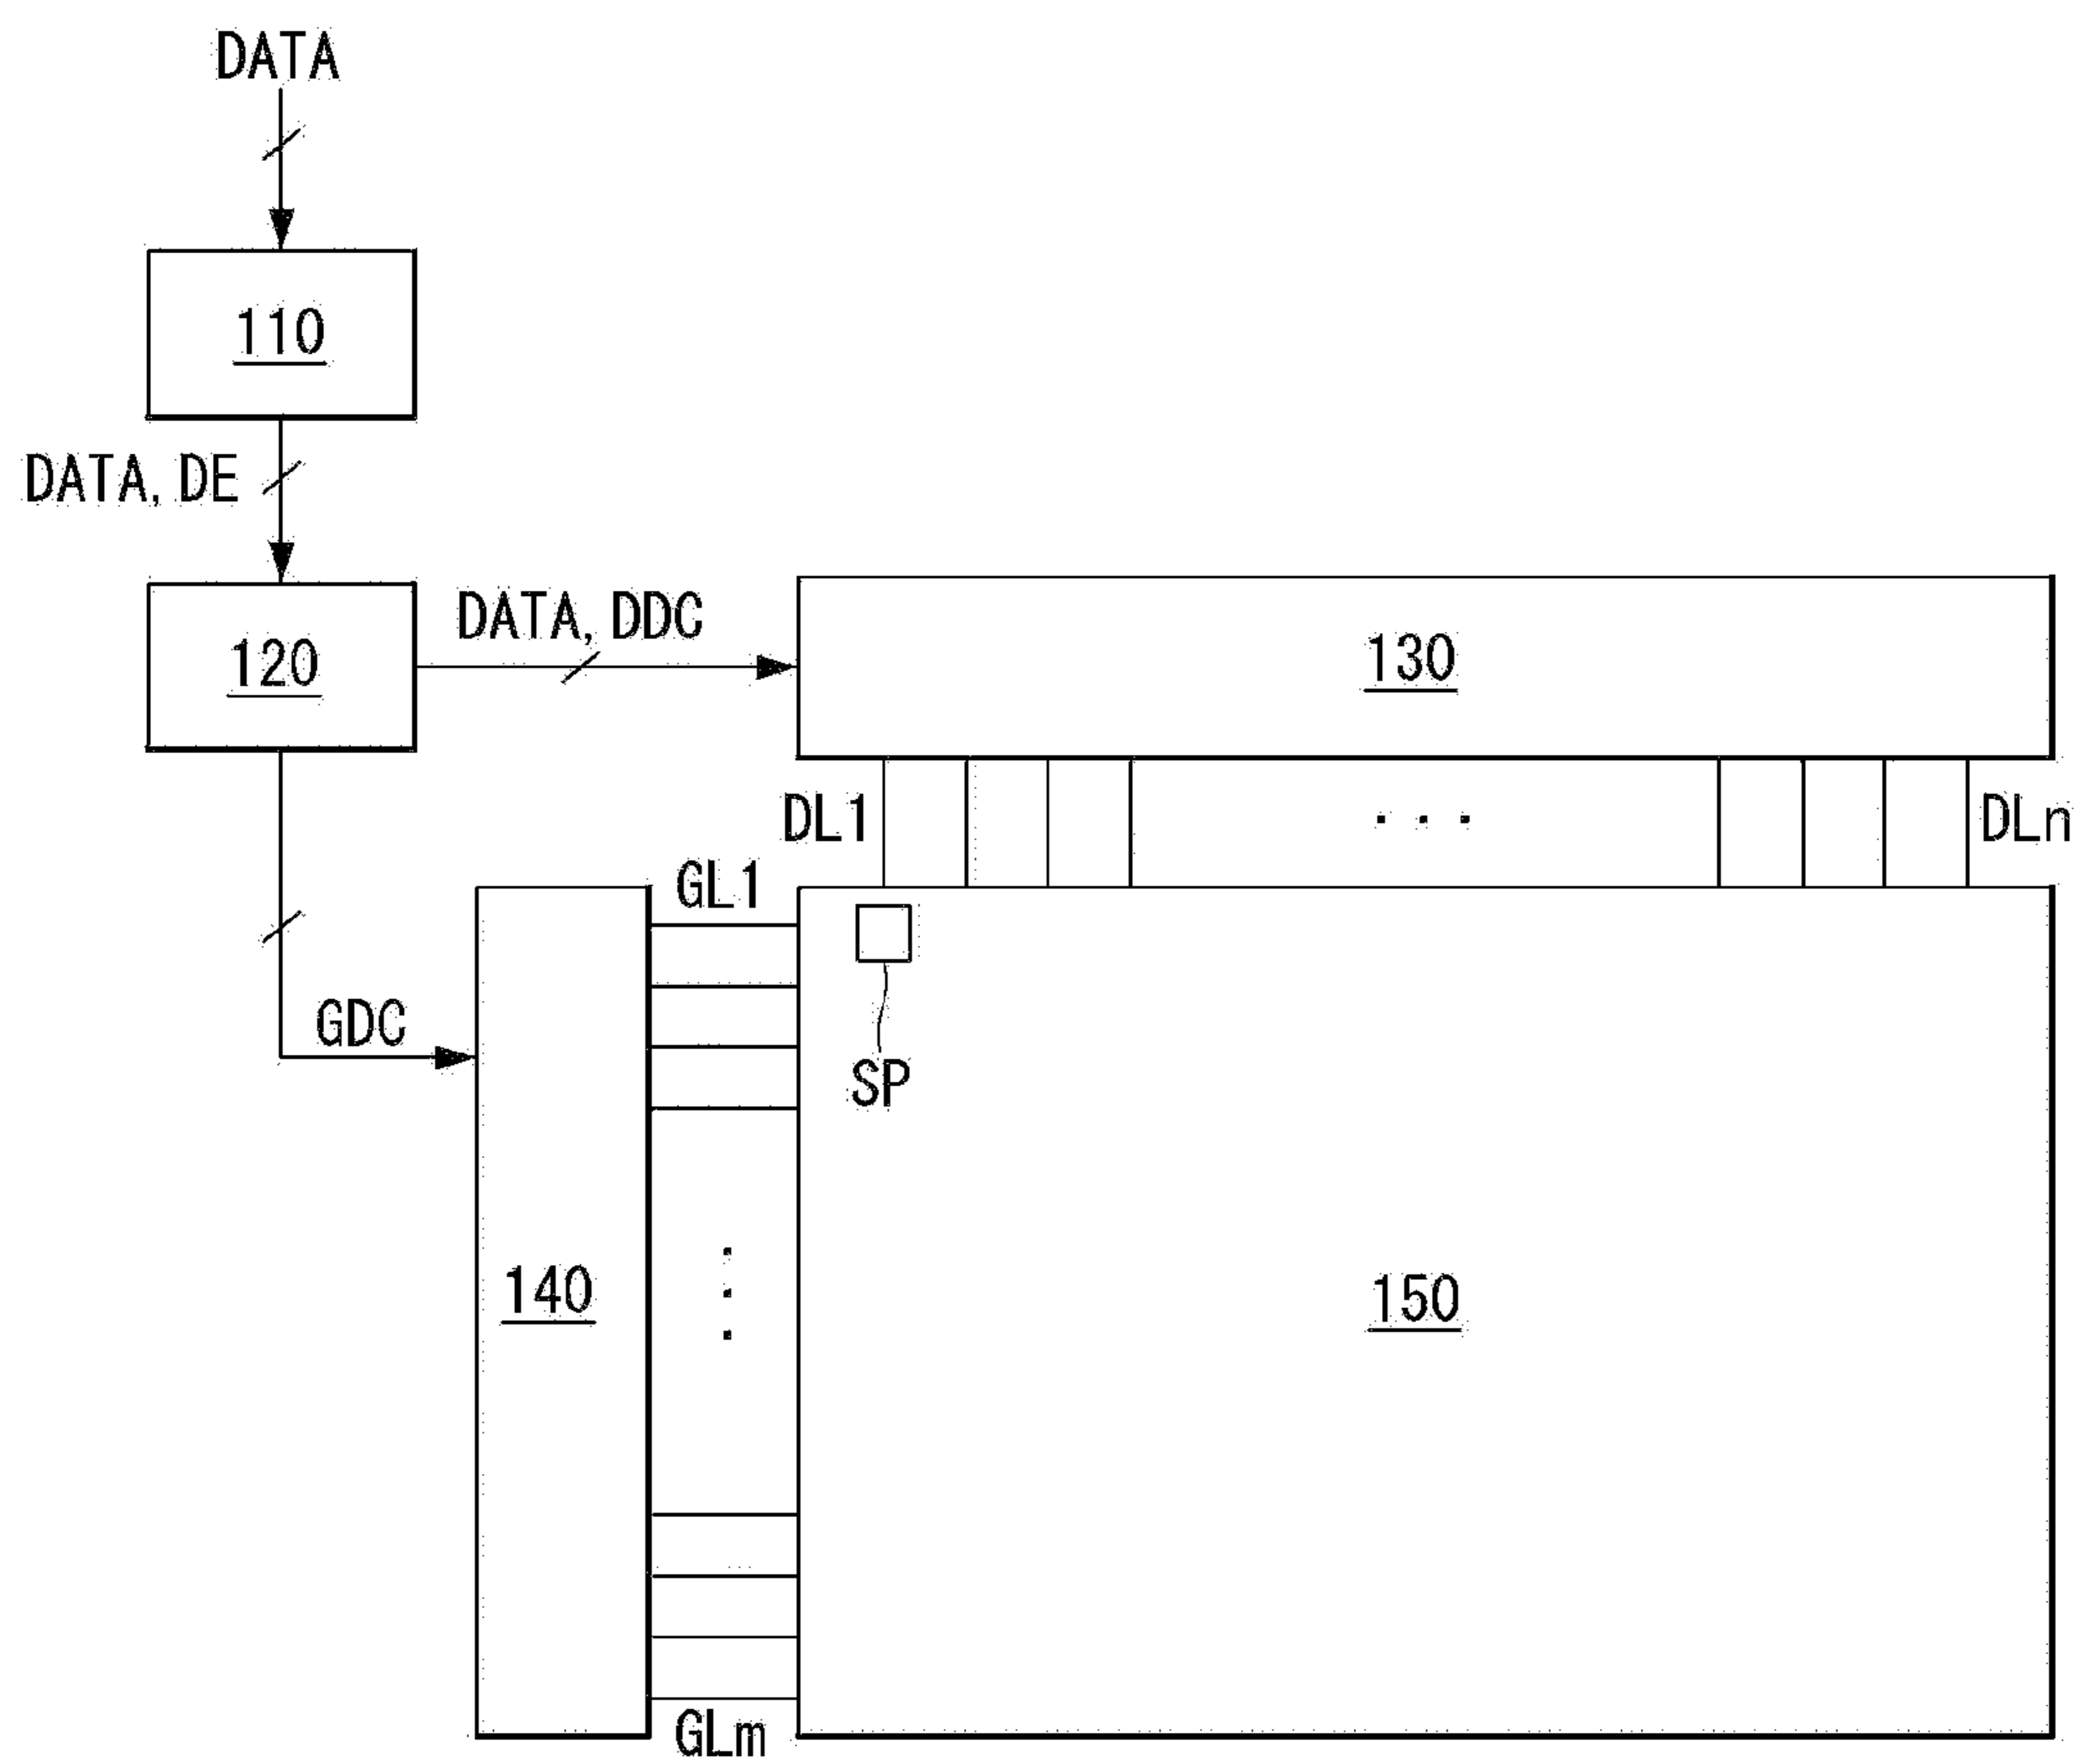 DATA
110
DATA, DE
120
DATA, DDC
130
DL1
DLn
GL1
GDC
SP
140
150
GLm